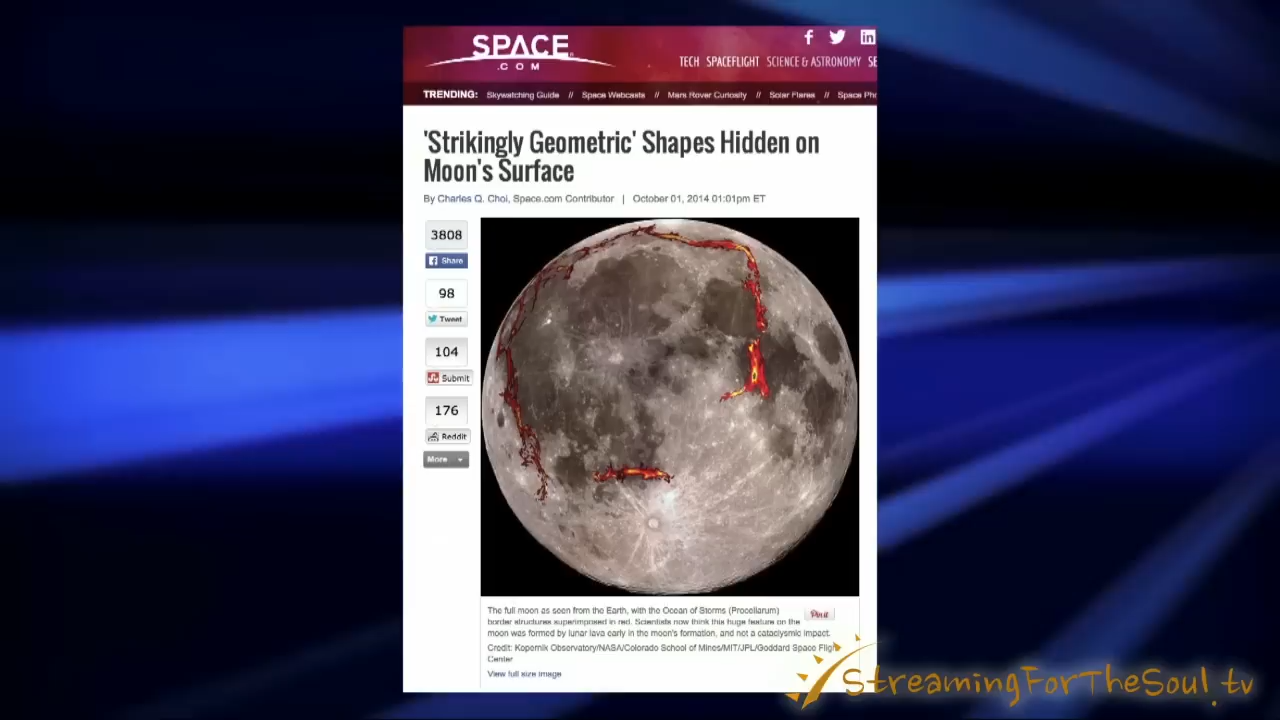 SPACE
.COM
TECH SPACEFLIGHT SCIENCE & ASTRONOMY SE
TRENDING: Skywatching Guide // Space Webcasts // Mars Rover Curiosity // Solar Flares // Space Pho
'Strikingly Geometric' Shapes Hidden on
Moon's Surface
By Charles Q. Choi, Space.com Contributor | October 01, 2014 01:01pm ET
3808
Share
98
Tweet
104
Submit
176
Reddit
More
The full moon as seen from the Earth, with the Ocean of Storms (Procellarum)
border structures superimposed in red. Scientists now think this huge feature on the
moon was formed by lunar lava early in the moon's formation, and not a cataclysmic impact.
Pin it
Credit: Kopernik Observatory/NASA/Colorado School of Mines/MIT/JPL/Goddard Space Flight
Center
View full size image
StreamingForTheSoul.tv